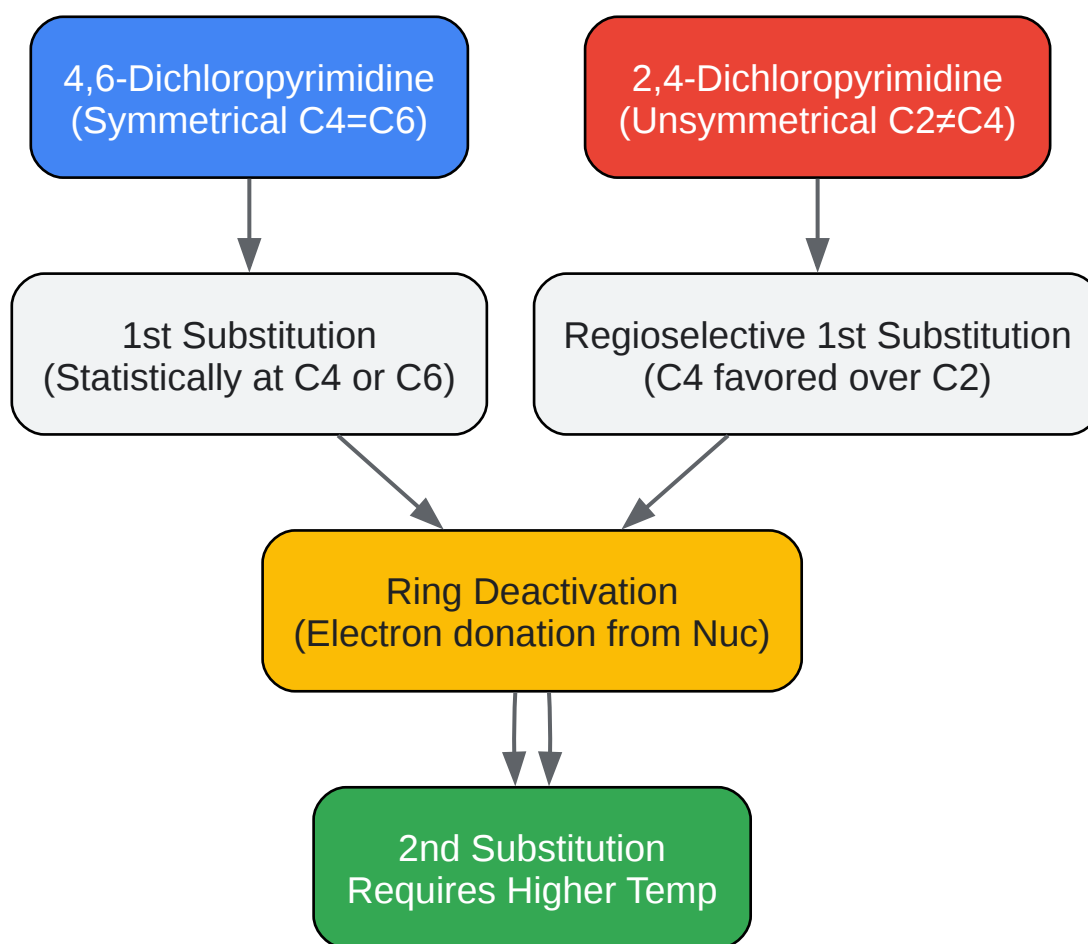 4,6-Dichloropyrimidine
(Symmetrical C4=C6)
2,4-Dichloropyrimidine
(Unsymmetrical C2≠C4)
1st Substitution
(Statistically at C4 or C6)
Regioselective 1st Substitution
(C4 favored over C2)
Ring Deactivation
(Electron donation from Nuc)
2nd Substitution
Requires Higher Temp